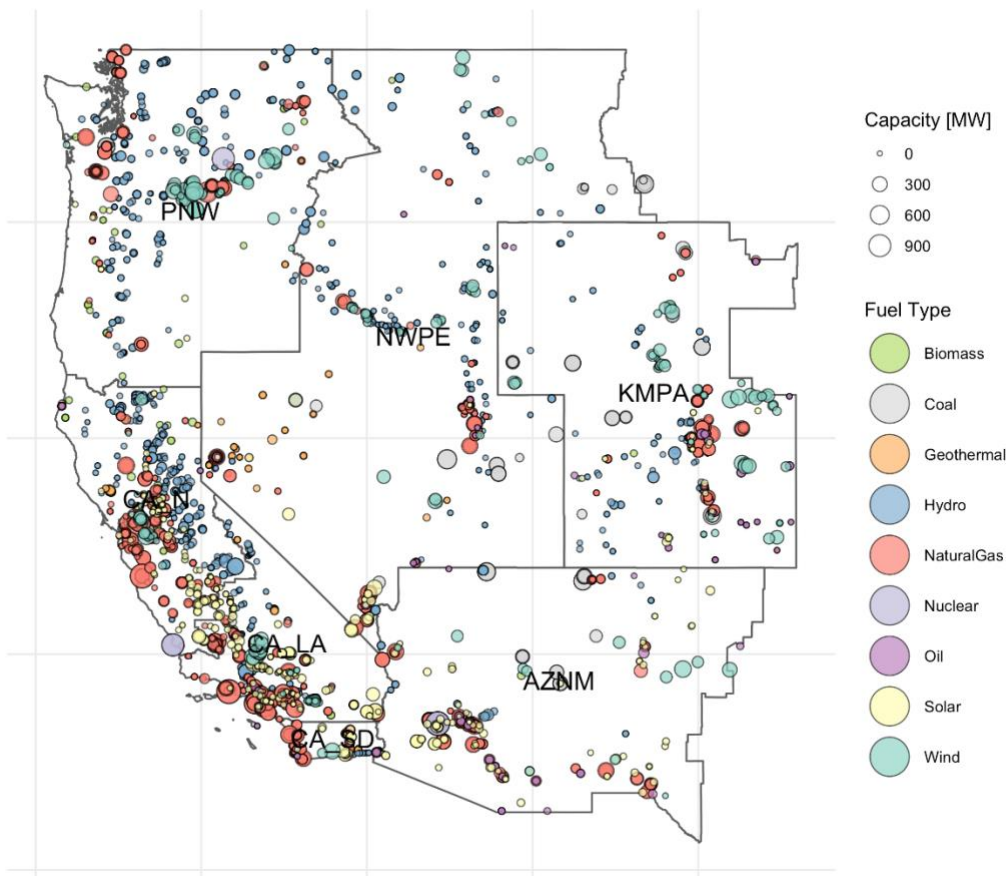 PNW
NWPE
KMPA
CA_N
CA_LA
AZNM
CA_SD
Capacity [MW]
0
300
600
900
Fuel Type
Biomass
Coal
Geothermal
Hydro
NaturalGas
Nuclear
Oil
Solar
Wind